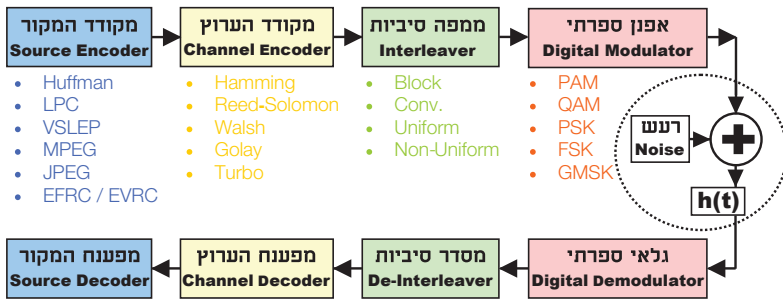 מקודד המקור
Source Encoder
מקודד הערוץ
Channel Encoder
ממפה סיביות
Interleaver
אפנן ספרתי
Digital Modulator
Huffman
LPC
VSLEP
MPEG
JPEG
EFRC / EVRC
Hamming
Reed-Solomon
Walsh
Golay
Turbo
Block
Conv.
Uniform
Non-Uniform
PAM
QAM
PSK
FSK
GMSK
רעש
Noise
+
h(t)
מפענח המקור
Source Decoder
מפענח הערוץ
Channel Decoder
מסדר סיביות
De-Interleaver
גלאי ספרתי
Digital Demodulator